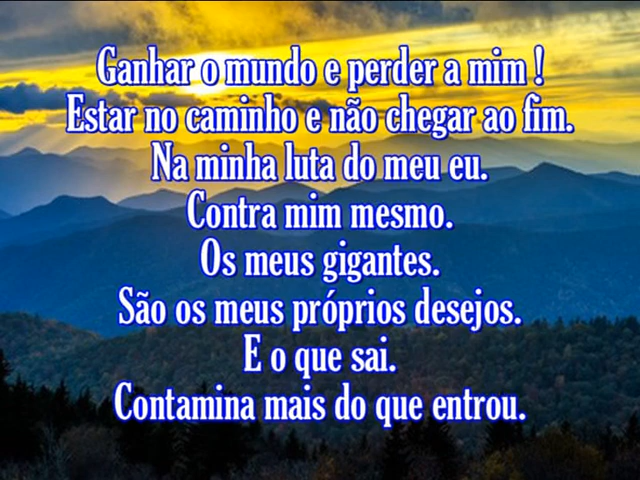 Ganhar o mundo e perder a mim !
Estar no caminho e não chegar ao fim.
Na minha luta do meu eu.
Contra mim mesmo.
Os meus gigantes.
São os meus próprios desejos.
E o que sai.
Contamina mais do que entrou.